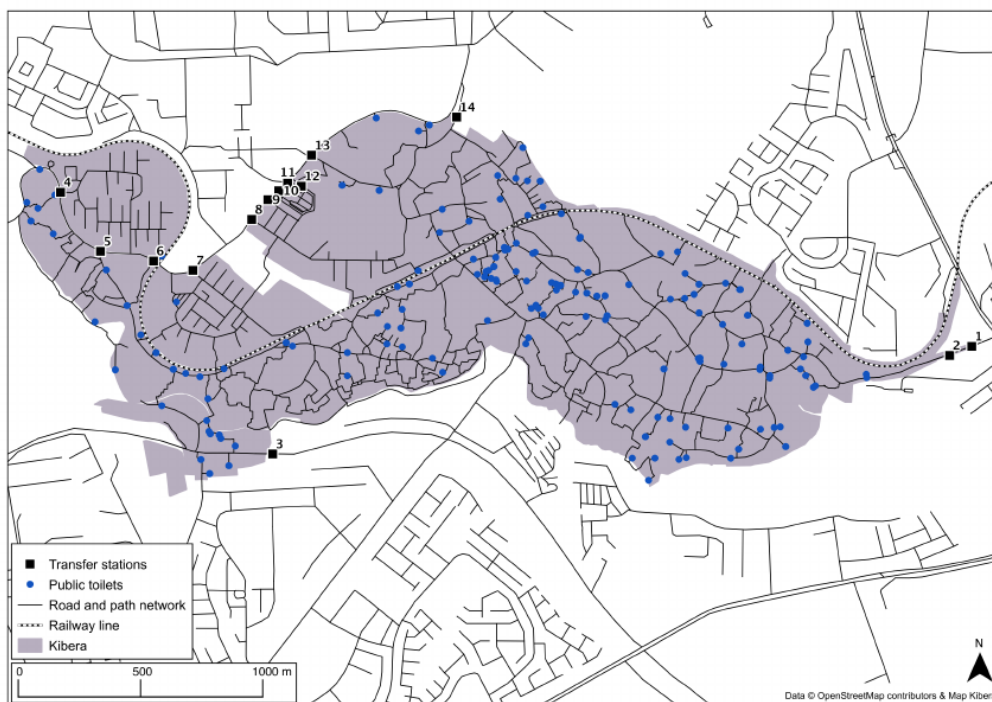 14
13
11
12
10
9
4
8
5
6
7
1
2
3
Transfer stations
Public toilets
Road and path network
Railway line
Kibera
0 500 1000 m
N
Data © OpenStreetMap contributors & Map Kiber